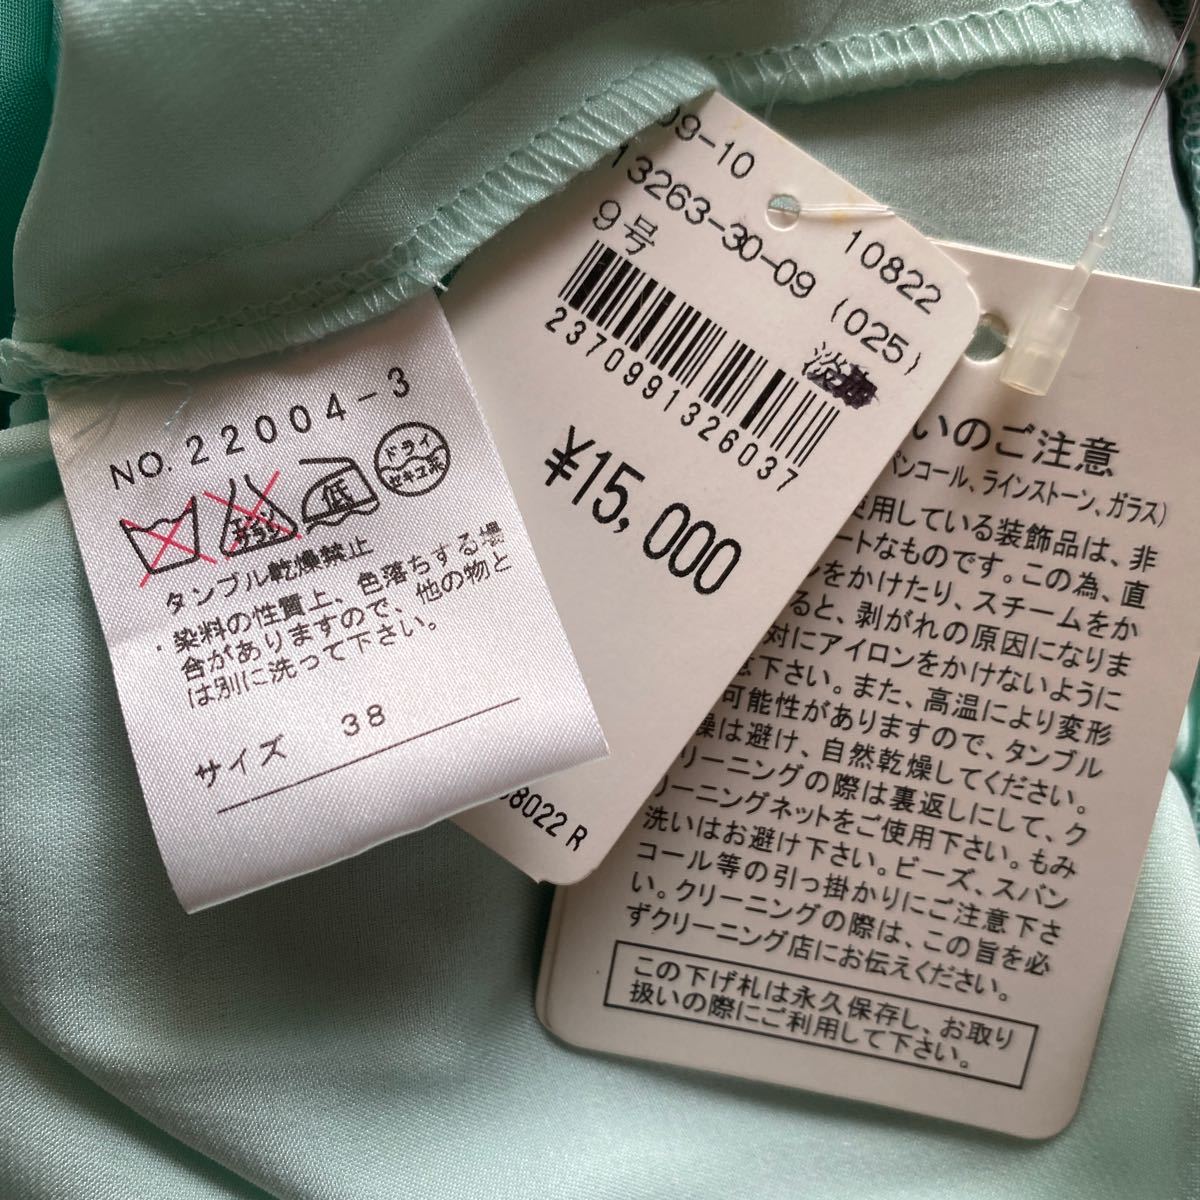 NO.22004-3
エンソサラシ
低
ドライ
セキユ系
タンブル乾燥禁止
・染料の性質上、色落ちする場
合がありますので、他の物と
は別に洗って下さい。
サイズ 38
09-10
13263-30-09
9号
10822
(025)
2370991326037
¥15,000
8022 R
いのご注意
パンコール、ラインストーン、ガラス)
使用している装飾品は、非
ートなものです。この為、直
をかけたり、スチームをか
ると、剥がれの原因になりま
対にアイロンをかけないように
意下さい。また、高温により変形
可能性がありますので、タンブル
燥は避け、自然乾燥してください。
クリーニングの際は裏返しにして、ク
リーニングネットをご使用下さい。もみ
洗いはお避け下さい。ビーズ、スパン
コール等の引っ掛かりにご注意下さ
い。クリーニングの際は、この旨を必
ずクリーニング店にお伝えください。
この下げ札は永久保存し、お取り
扱いの際にご利用して下さい。